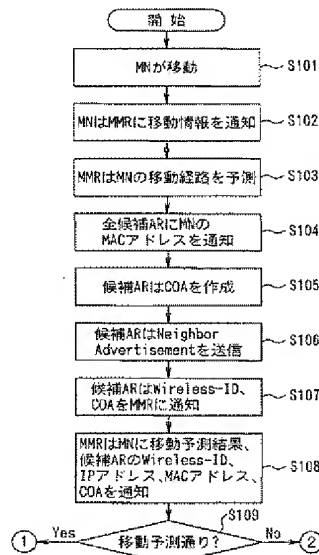 開始
MNが移動
S101
MNはMMRに移動情報を通知
S102
MMRはMNの移動経路を予測
S103
全候補ARにMNの
MACアドレスを通知
S104
候補ARはCOAを作成
S105
候補ARはNeighbor
Advertisementを送信
S106
候補ARはWireless-ID、
COAをMMRに通知
S107
MMRはMNに移動予測結果、
候補ARのWireless-ID、
IPアドレス、MACアドレス、
COAを通知
S108
S109
1 Yes 移動予測通り? No 2